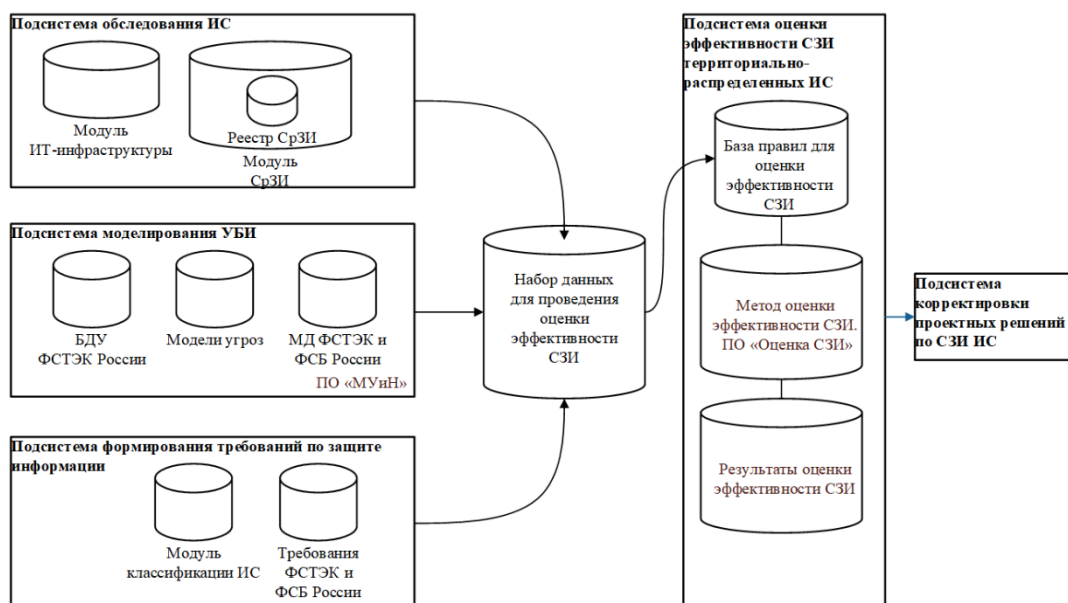 Подсистема обследования ИС
Модуль
ИТ-инфраструктуры
Реестр СрЗИ
Модуль
СрЗИ
Подсистема моделирования УБИ
БДУ
ФСТЭК России
Модели угроз
МД ФСТЭК и
ФСБ России
ПО «МУиН»
Подсистема формирования требований по защите
информации
Модуль
классификации ИС
Требования
ФСТЭК и
ФСБ России
Набор данных
для проведения
оценки
эффективности
СЗИ
Подсистема оценки
эффективности СЗИ
территориально-
распределенных ИС
База правил для
оценки
эффективности
СЗИ
Метод оценки
эффективности СЗИ.
ПО «Оценка СЗИ»
Результаты оценки
эффективности СЗИ
Подсистема
корректировки
проектных решений
по СЗИ ИС